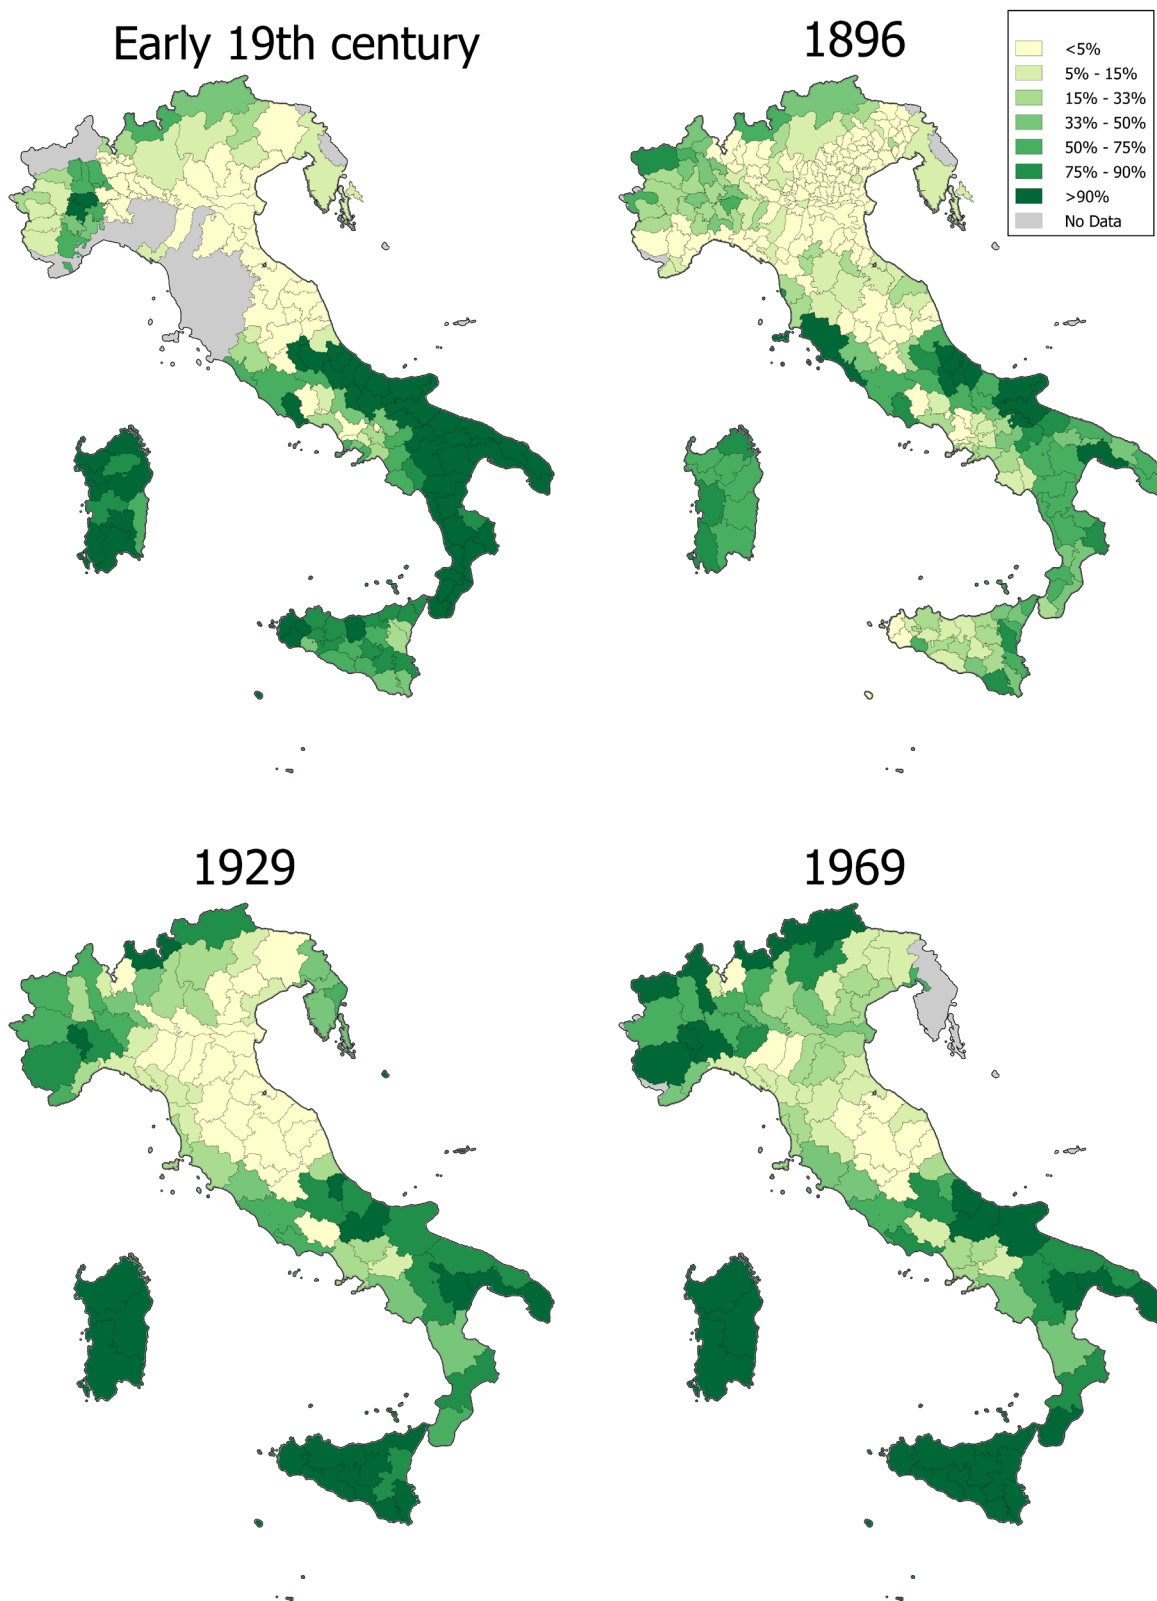 Early 19th century
1896
<5%
5% - 15%
15% - 33%
33% - 50%
50% - 75%
75% - 90%
>90%
No Data
1929
1969